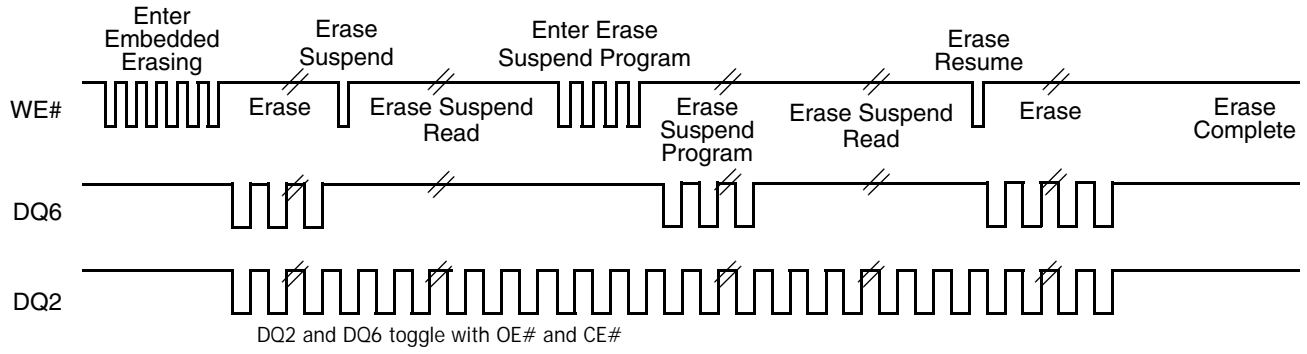 Enter
Embedded
Erasing
Erase
Suspend
Enter Erase
Suspend Program
Erase
Resume
WE#
Erase
Erase Suspend
Read
Erase
Suspend
Program
Erase Suspend
Read
Erase
Erase
Complete
DQ6
DQ2
DQ2 and DQ6 toggle with OE# and CE#